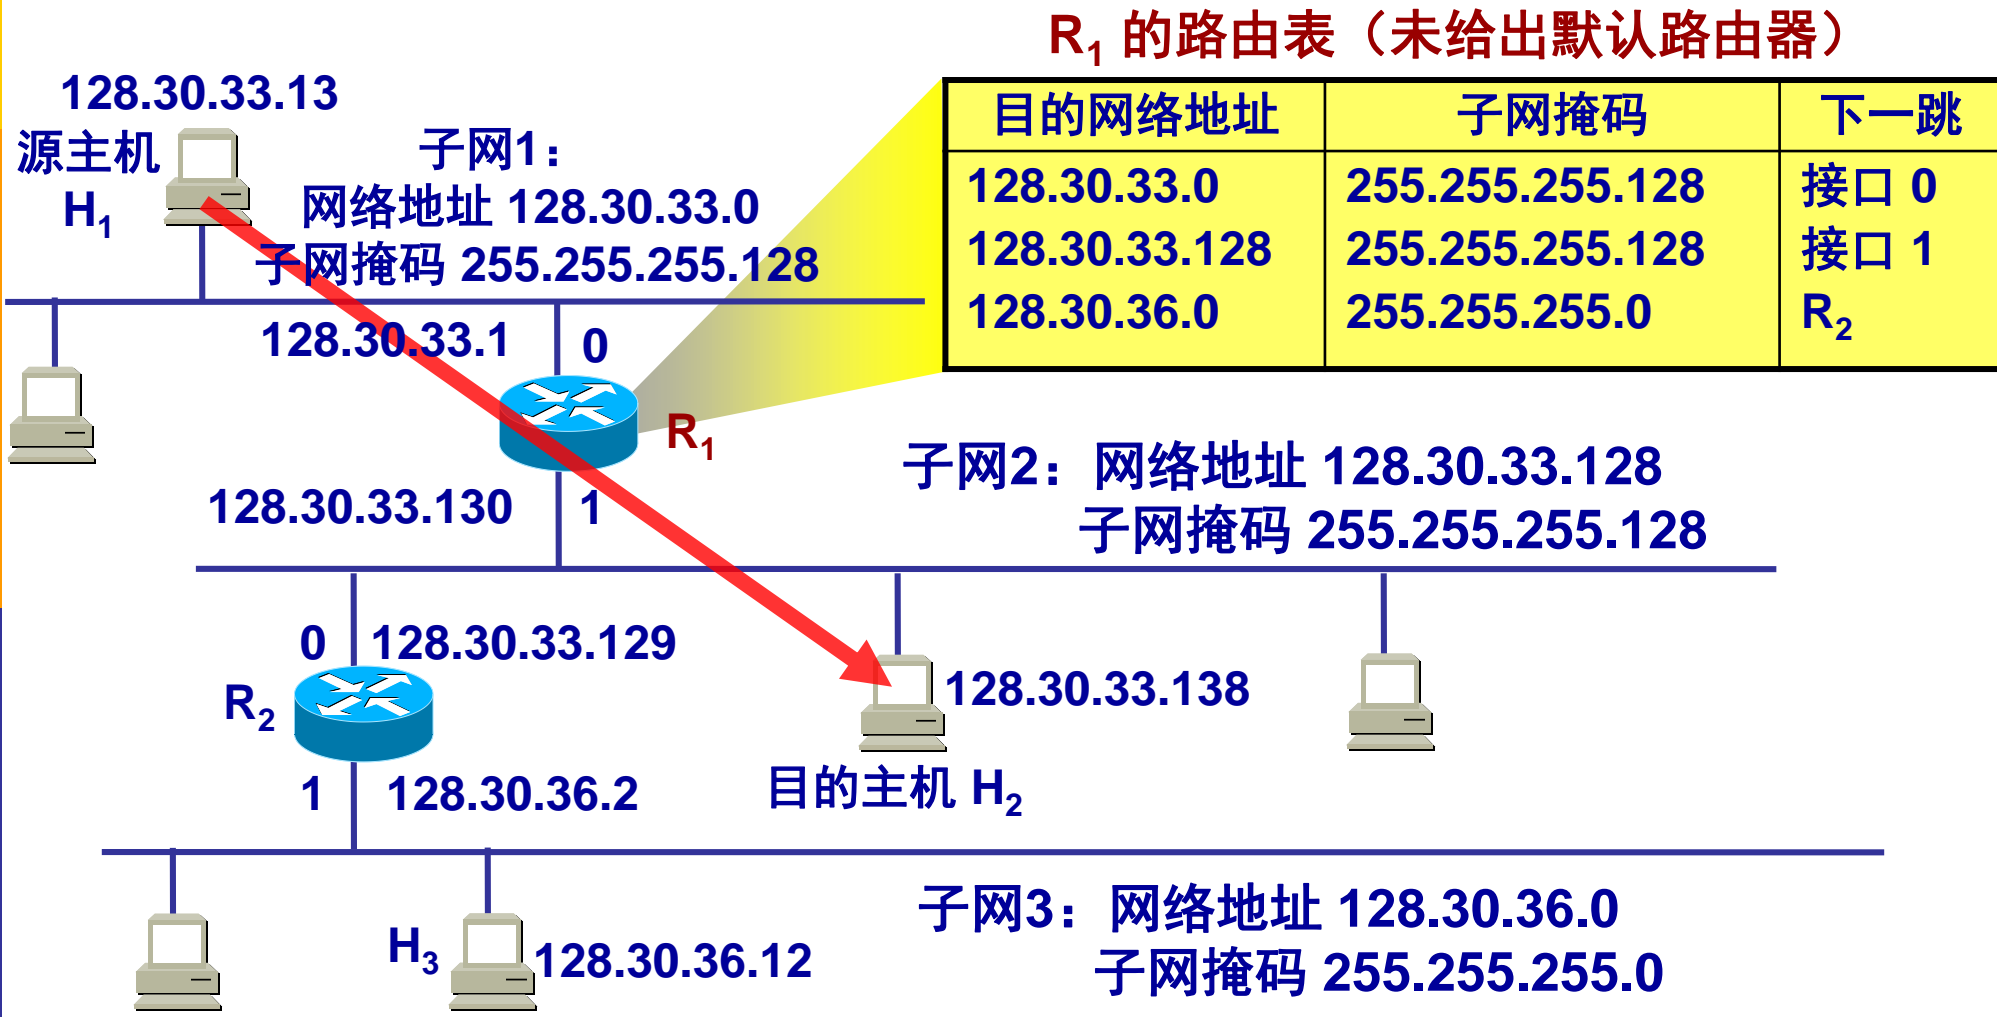 R1 的路由表（未给出默认路由器）
目的网络地址 子网掩码 下一跳
128.30.33.0 255.255.255.128 接口 0
128.30.33.128 255.255.255.128 接口 1
128.30.36.0 255.255.255.0 R2
128.30.33.13
源主机
H1
子网1：
网络地址 128.30.33.0
子网掩码 255.255.255.128
128.30.33.1 0
R1
128.30.33.130 1
子网2：网络地址 128.30.33.128
子网掩码 255.255.255.128
0 128.30.33.129
R2
1 128.30.36.2
128.30.33.138
目的主机 H2
H3 128.30.36.12
子网3：网络地址 128.30.36.0
子网掩码 255.255.255.0